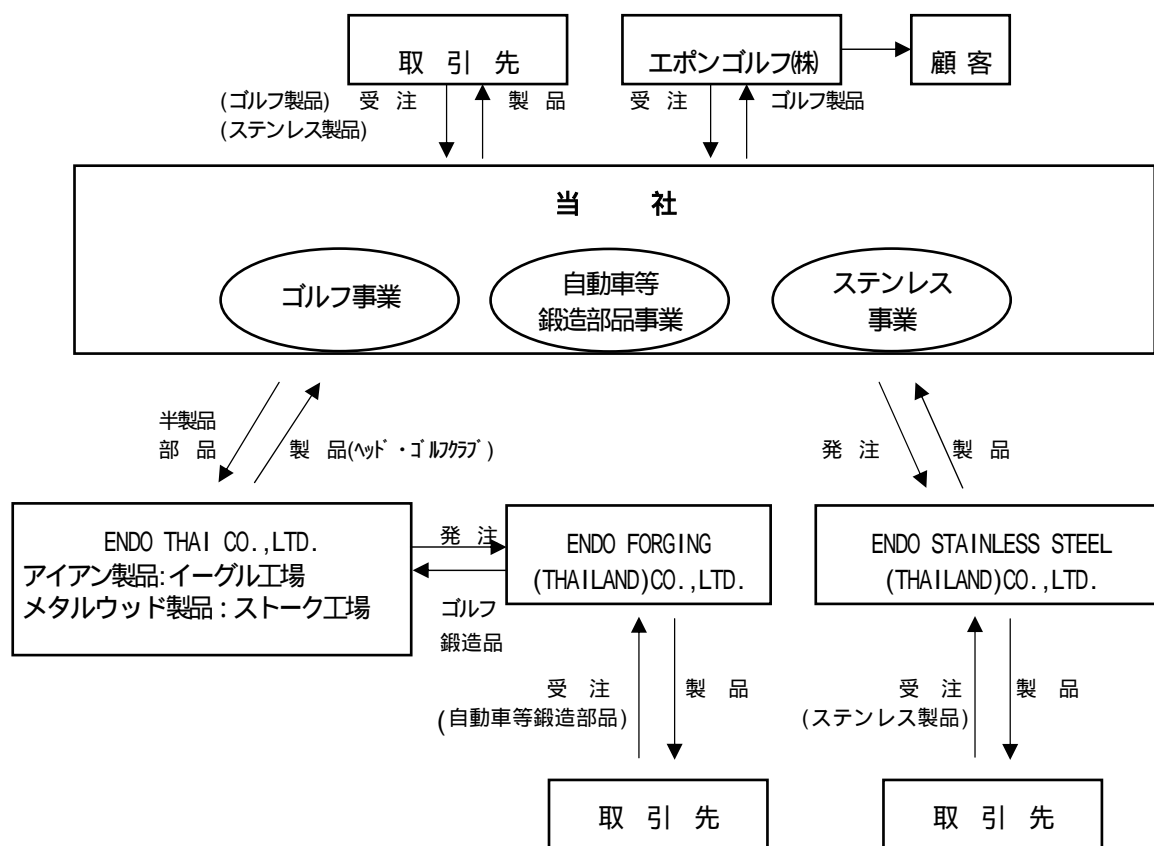 取 引 先
エポンゴルフ㈱
顧 客
(ゴルフ製品) 受 注
製 品
(ステンレス製品)
受 注
ゴルフ製品
当 社
ゴルフ事業
自動車等
鍛造部品事業
ステンレス
事業
半製品
部 品
製 品(ﾍｯﾄﾞ・ｺﾞﾙﾌｸﾗﾌﾞ)
発 注
製 品
ENDO THAI CO.,LTD.
アイアン製品:イーグル工場
メタルウッド製品：ストーク工場
発 注
ゴルフ
鍛造品
ENDO FORGING
(THAILAND)CO.,LTD.
ENDO STAINLESS STEEL
(THAILAND)CO.,LTD.
受 注
(自動車等鍛造部品)
製 品
受 注
(ステンレス製品)
製 品
取 引 先
取 引 先